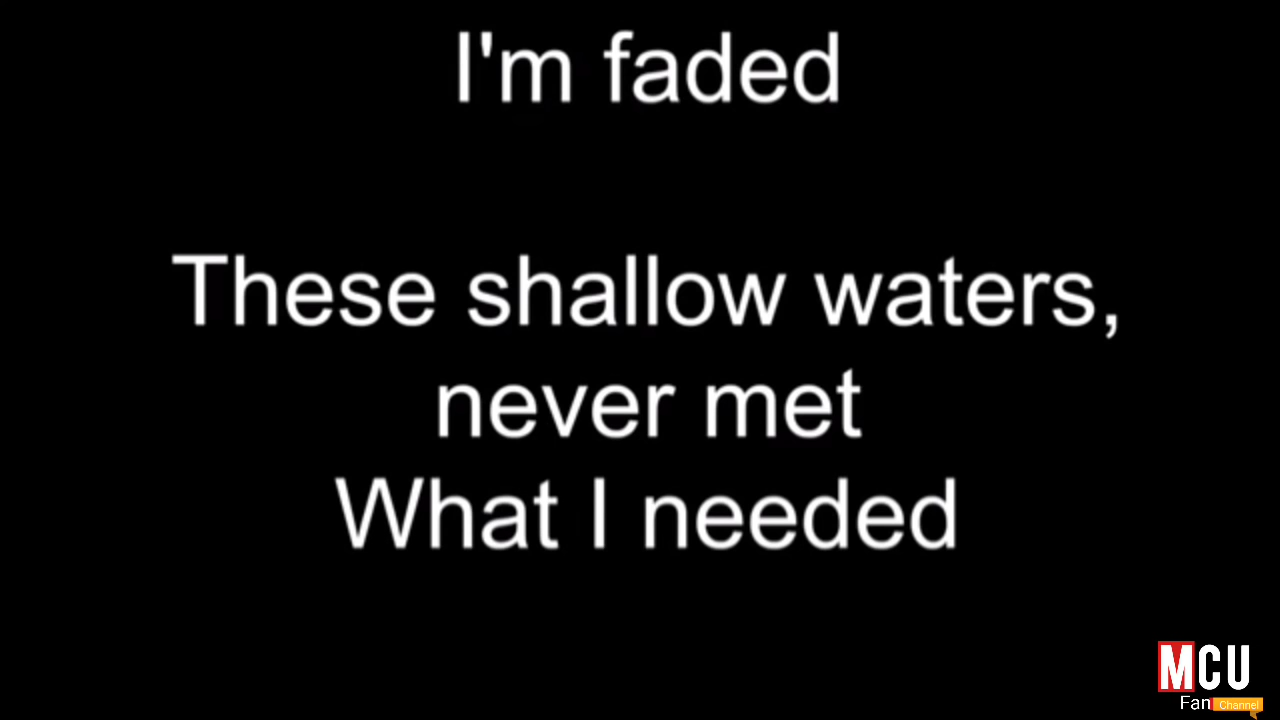 I'm faded
These shallow waters,
never met
What I needed
MCU
Fan Channel